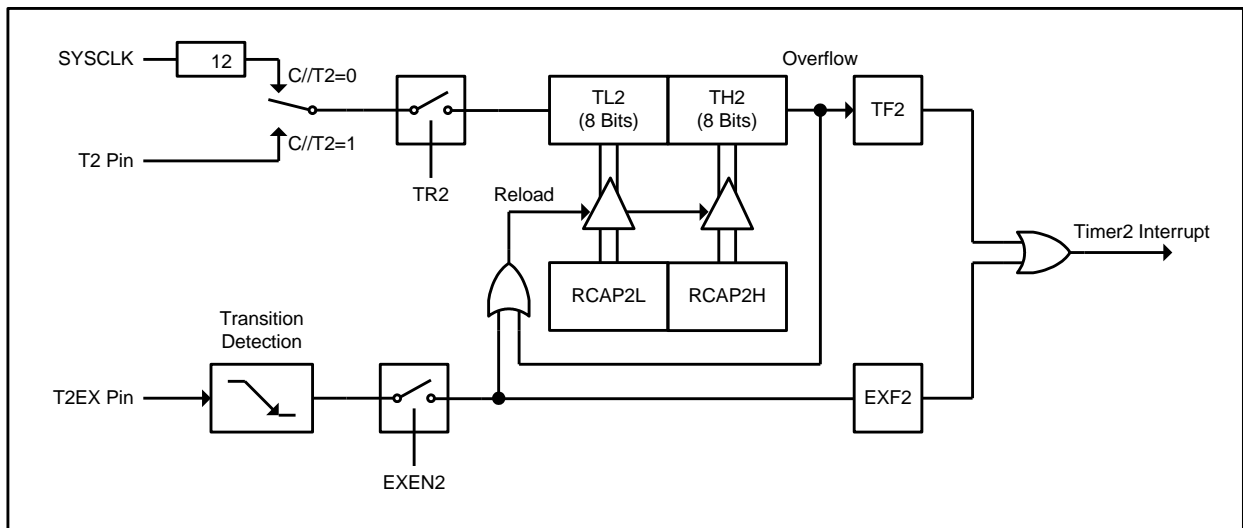 SYSCLK
12
C//T2=0
C//T2=1
T2 Pin
TR2
Overflow
TL2
(8 Bits)
TH2
(8 Bits)
TF2
Reload
RCAP2L
RCAP2H
Timer2 Interrupt
Transition
Detection
T2EX Pin
EXEN2
EXF2